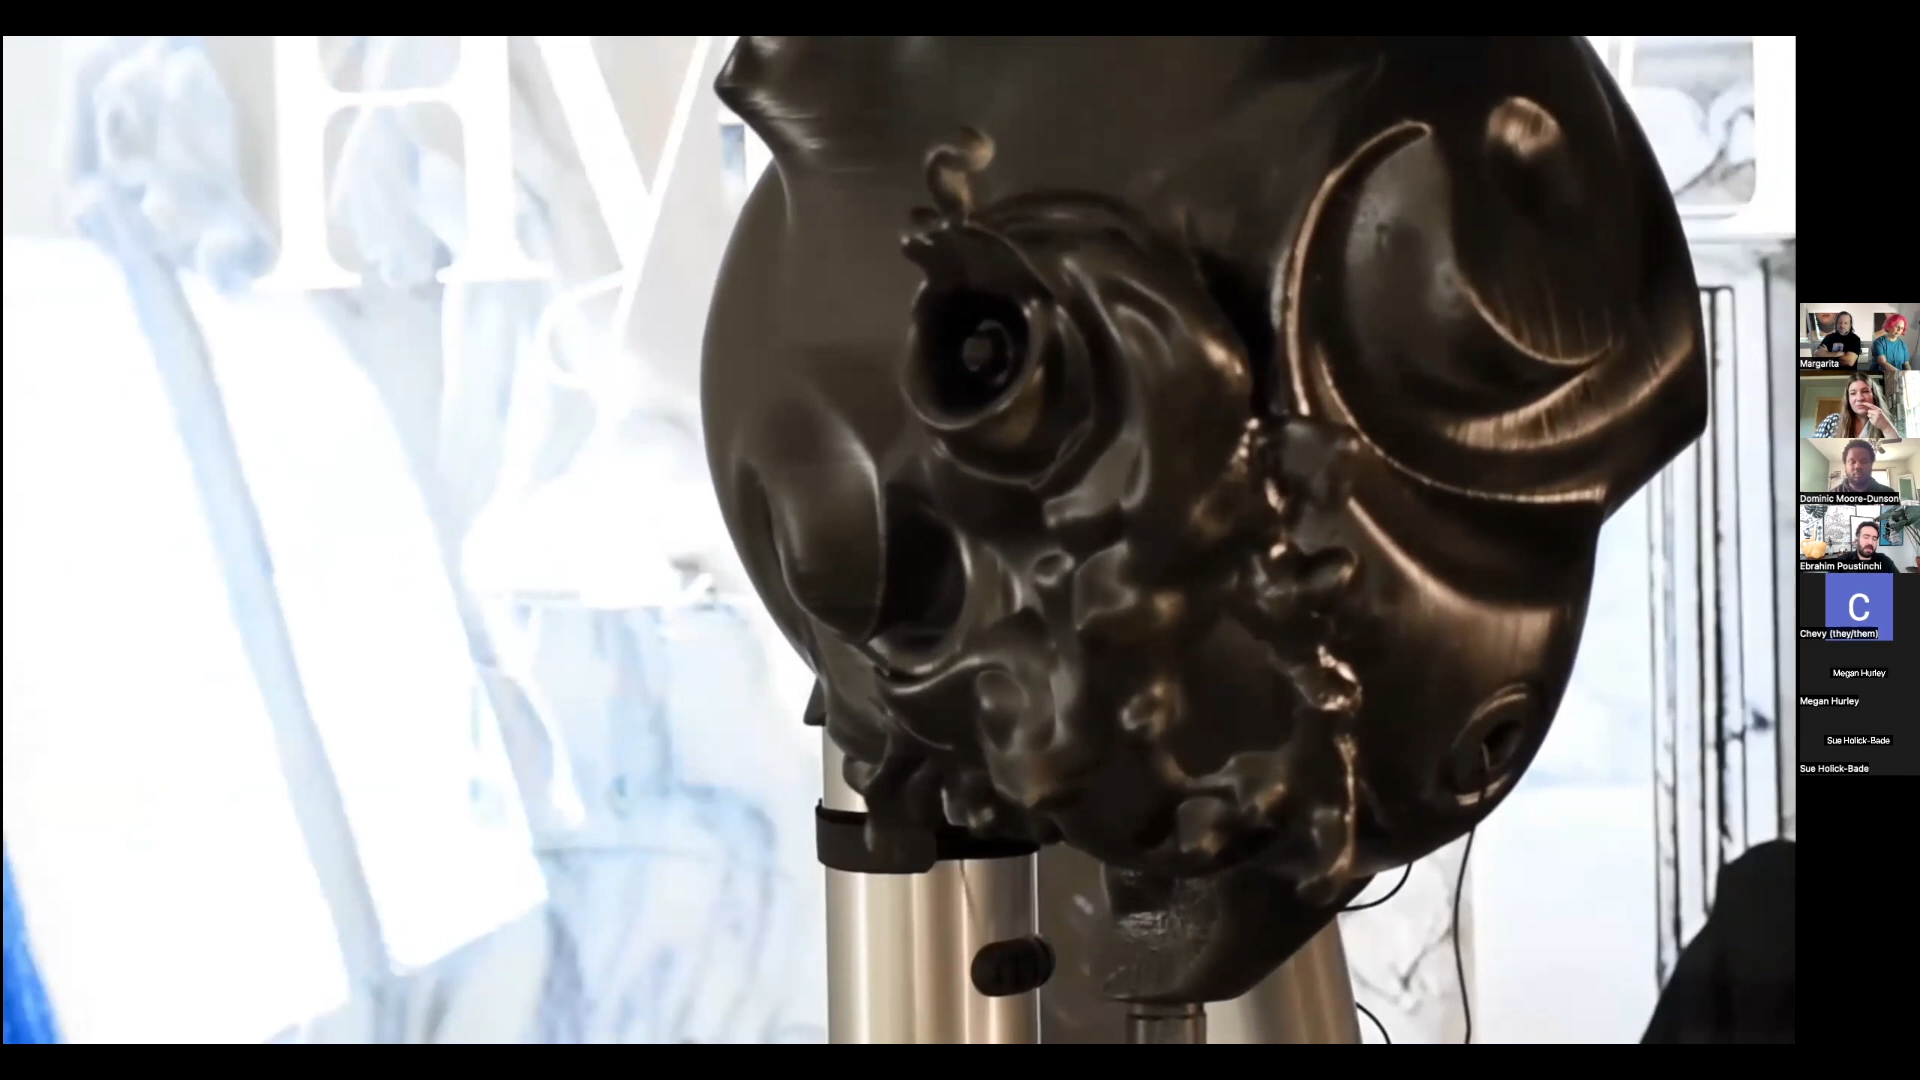 Margarita
Dominic Moore-Dunson
Ebrahim Poustinchi
C
Chevy (they/them)
Megan Hurley
Megan Hurley
Sue Holick-Bade
Sue Holick-Bade